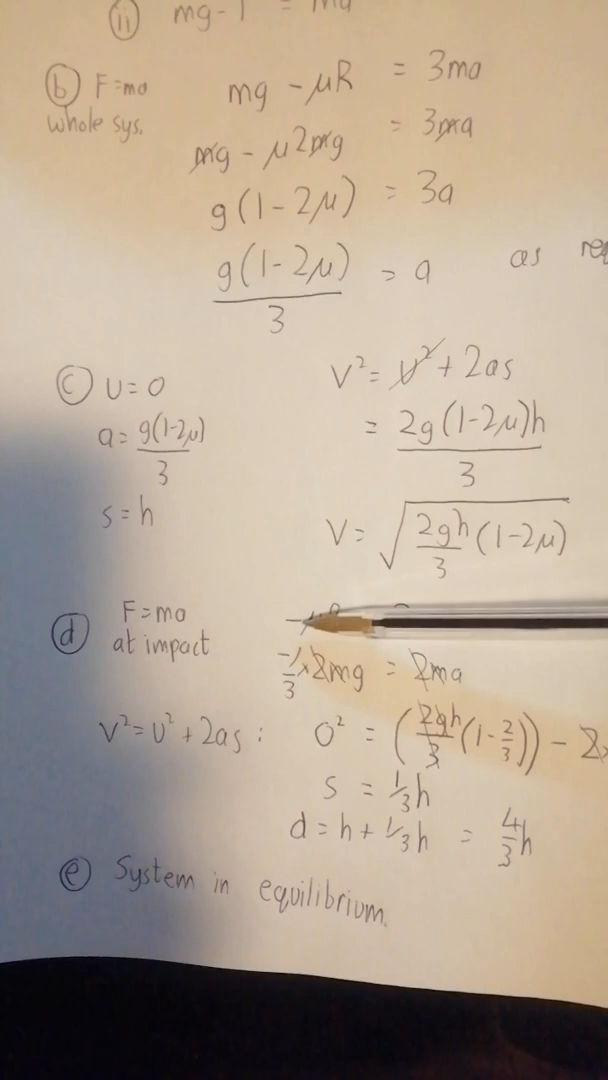 (ii) mg-T = ma
(b) F=ma mg - μR = 3ma
whole sys. mg - μ2mg = 3ma
g(1-2μ) = 3a
g(1-2μ)/3 = a as
(c) U=0 V² = U² + 2as
a = g(1-2μ)/3 = 2g(1-2μ)h/3
s=h V = √(2gh/3 (1-2μ))
(d) F=ma
at impact -1/3 × 2mg = 2ma
V²=U²+2as : 0² = (2gh/3 (1-2/3)) - 2
s = 1/3h
d = h + 1/3h = 4/3h
(e) System in equilibrium.